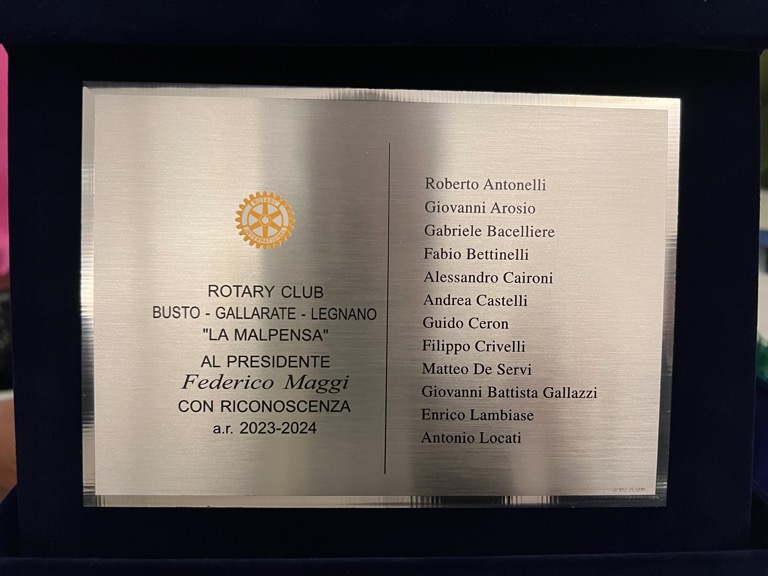 ROTARY
INTERNATIONAL
ROTARY CLUB
BUSTO - GALLARATE - LEGNANO
"LA MALPENSA"
AL PRESIDENTE
Federico Maggi
CON RICONOSCENZA
a.r. 2023-2024
Roberto Antonelli
Giovanni Arosio
Gabriele Bacelliere
Fabio Bettinelli
Alessandro Caironi
Andrea Castelli
Guido Ceron
Filippo Crivelli
Matteo De Servi
Giovanni Battista Gallazzi
Enrico Lambiase
Antonio Locati